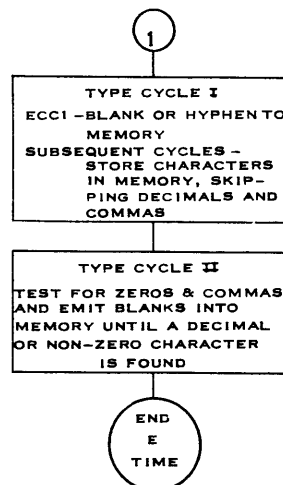 1
TYPE CYCLE I
ECC1 - BLANK OR HYPHEN TO
MEMORY
SUBSEQUENT CYCLES -
STORE CHARACTERS
IN MEMORY, SKIP-
PING DECIMALS AND
COMMAS
TYPE CYCLE II
TEST FOR ZEROS & COMMAS
AND EMIT BLANKS INTO
MEMORY UNTIL A DECIMAL
OR NON-ZERO CHARACTER
IS FOUND
END
E
TIME